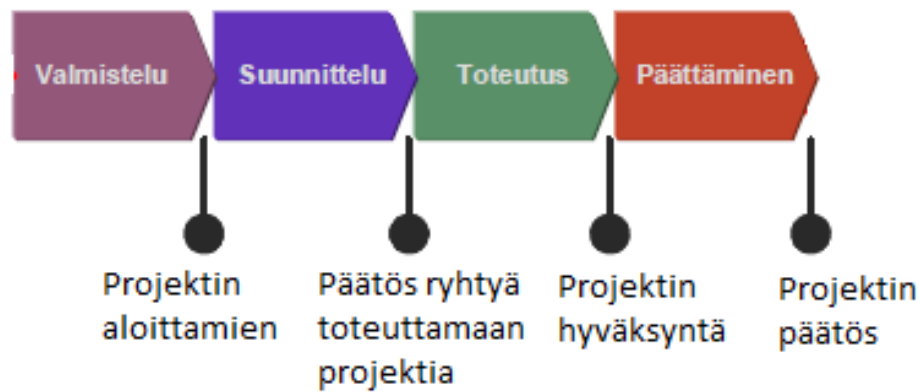 Valmistelu
Suunnittelu
Toteutus
Päättäminen
Projektin
aloittamien
Päätös ryhtyä
toteuttamaan
projektia
Projektin
hyväksyntä
Projektin
päätös